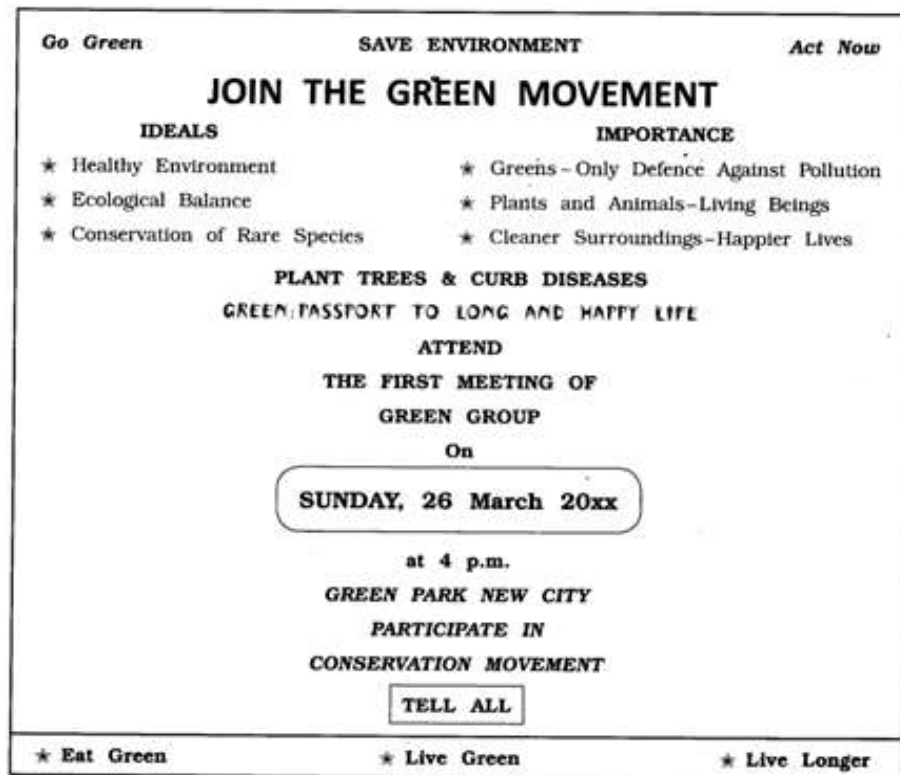 Go Green SAVE ENVIRONMENT Act Now
JOIN THE GREEN MOVEMENT
IDEALS IMPORTANCE
★ Healthy Environment ★ Greens – Only Defence Against Pollution
★ Ecological Balance ★ Plants and Animals – Living Beings
★ Conservation of Rare Species ★ Cleaner Surroundings – Happier Lives
PLANT TREES & CURB DISEASES
GREEN: PASSPORT TO LONG AND HAPPY LIFE
ATTEND
THE FIRST MEETING OF
GREEN GROUP
On
SUNDAY, 26 March 20xx
at 4 p.m.
GREEN PARK NEW CITY
PARTICIPATE IN
CONSERVATION MOVEMENT
TELL ALL
★ Eat Green ★ Live Green ★ Live Longer